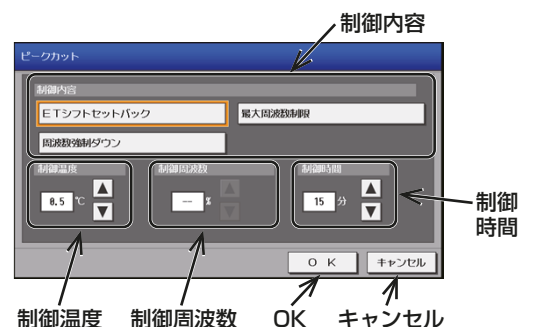 制御内容
ピークカット
制御内容
ETシフトセットバック 最大周波数制限
周波数強制ダウン
制御温度 制御周波数 制御時間
0.5 ℃ -- % 15 分
制御
時間
OK キャンセル
制御温度 制御周波数 OK キャンセル